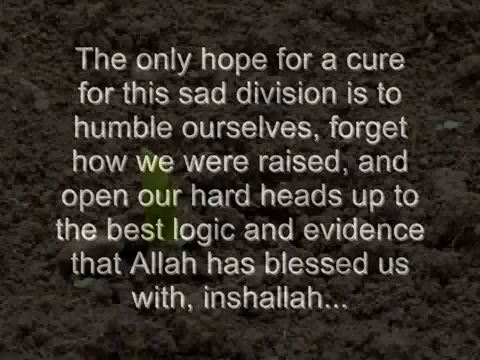 The only hope for a cure
for this sad division is to
humble ourselves, forget
how we were raised, and
open our hard heads up to
the best logic and evidence
that Allah has blessed us
with, inshallah...